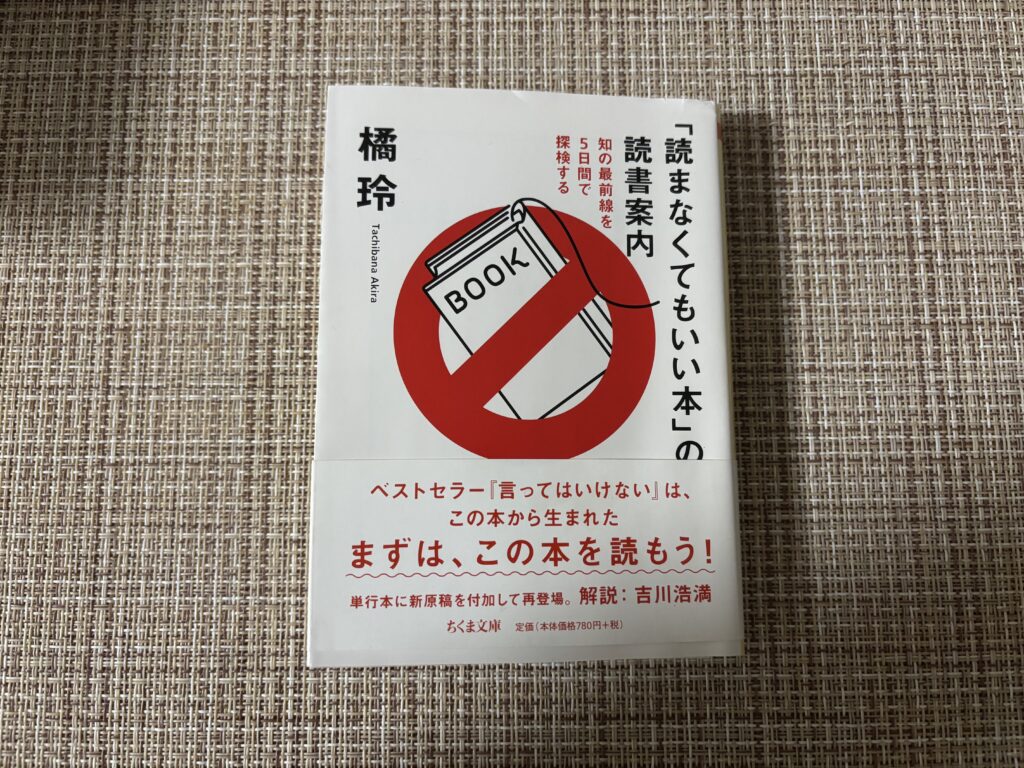 「読まなくてもいい本」の
読書案内
知の最前線を
5日間で
探検する
橘玲
Tachibana Akira
BOOK
ベストセラー『言ってはいけない』は、
この本から生まれた
まずは、この本を読もう!
単行本に新原稿を付加して再登場。解説:吉川浩満
ちくま文庫 定価(本体価格780円+税)